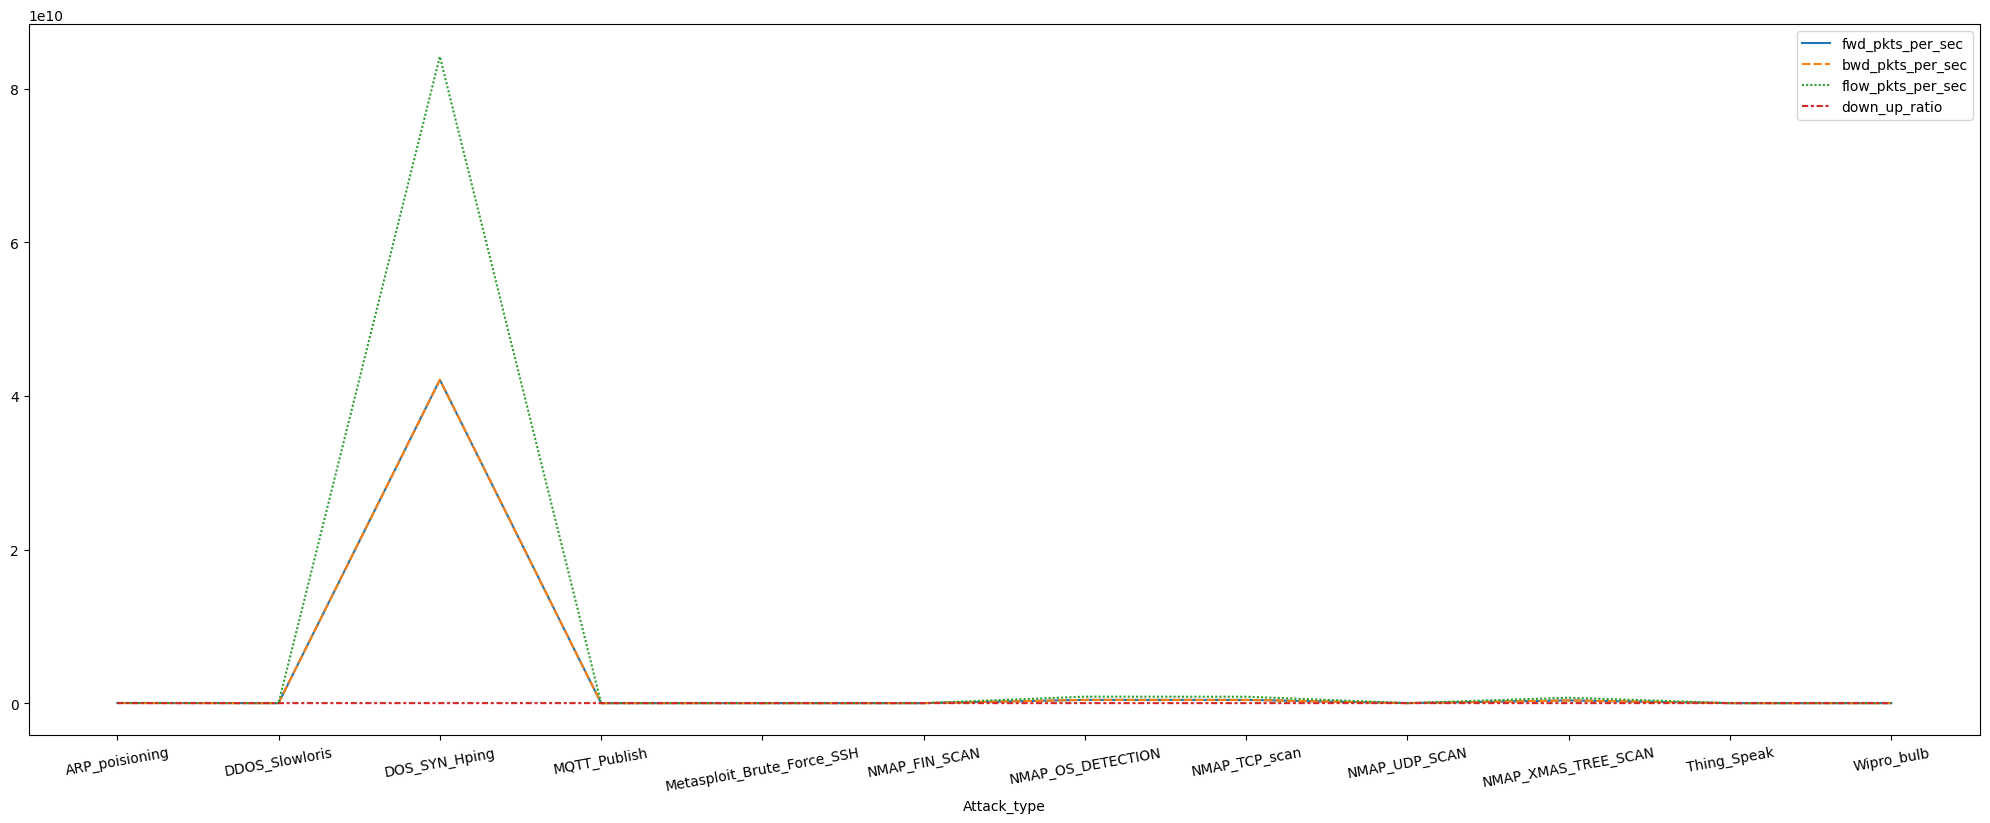 1e10
fwd_pkts_per_sec
bwd_pkts_per_sec
flow_pkts_per_sec
down_up_ratio
8
6
4
2
0
ARP_poisioning DDOS_Slowloris DOS_SYN_Hping MQTT_Publish Metasploit_Brute_Force_SSH NMAP_FIN_SCAN NMAP_OS_DETECTION NMAP_TCP_scan NMAP_UDP_SCAN NMAP_XMAS_TREE_SCAN Thing_Speak Wipro_bulb
Attack_type